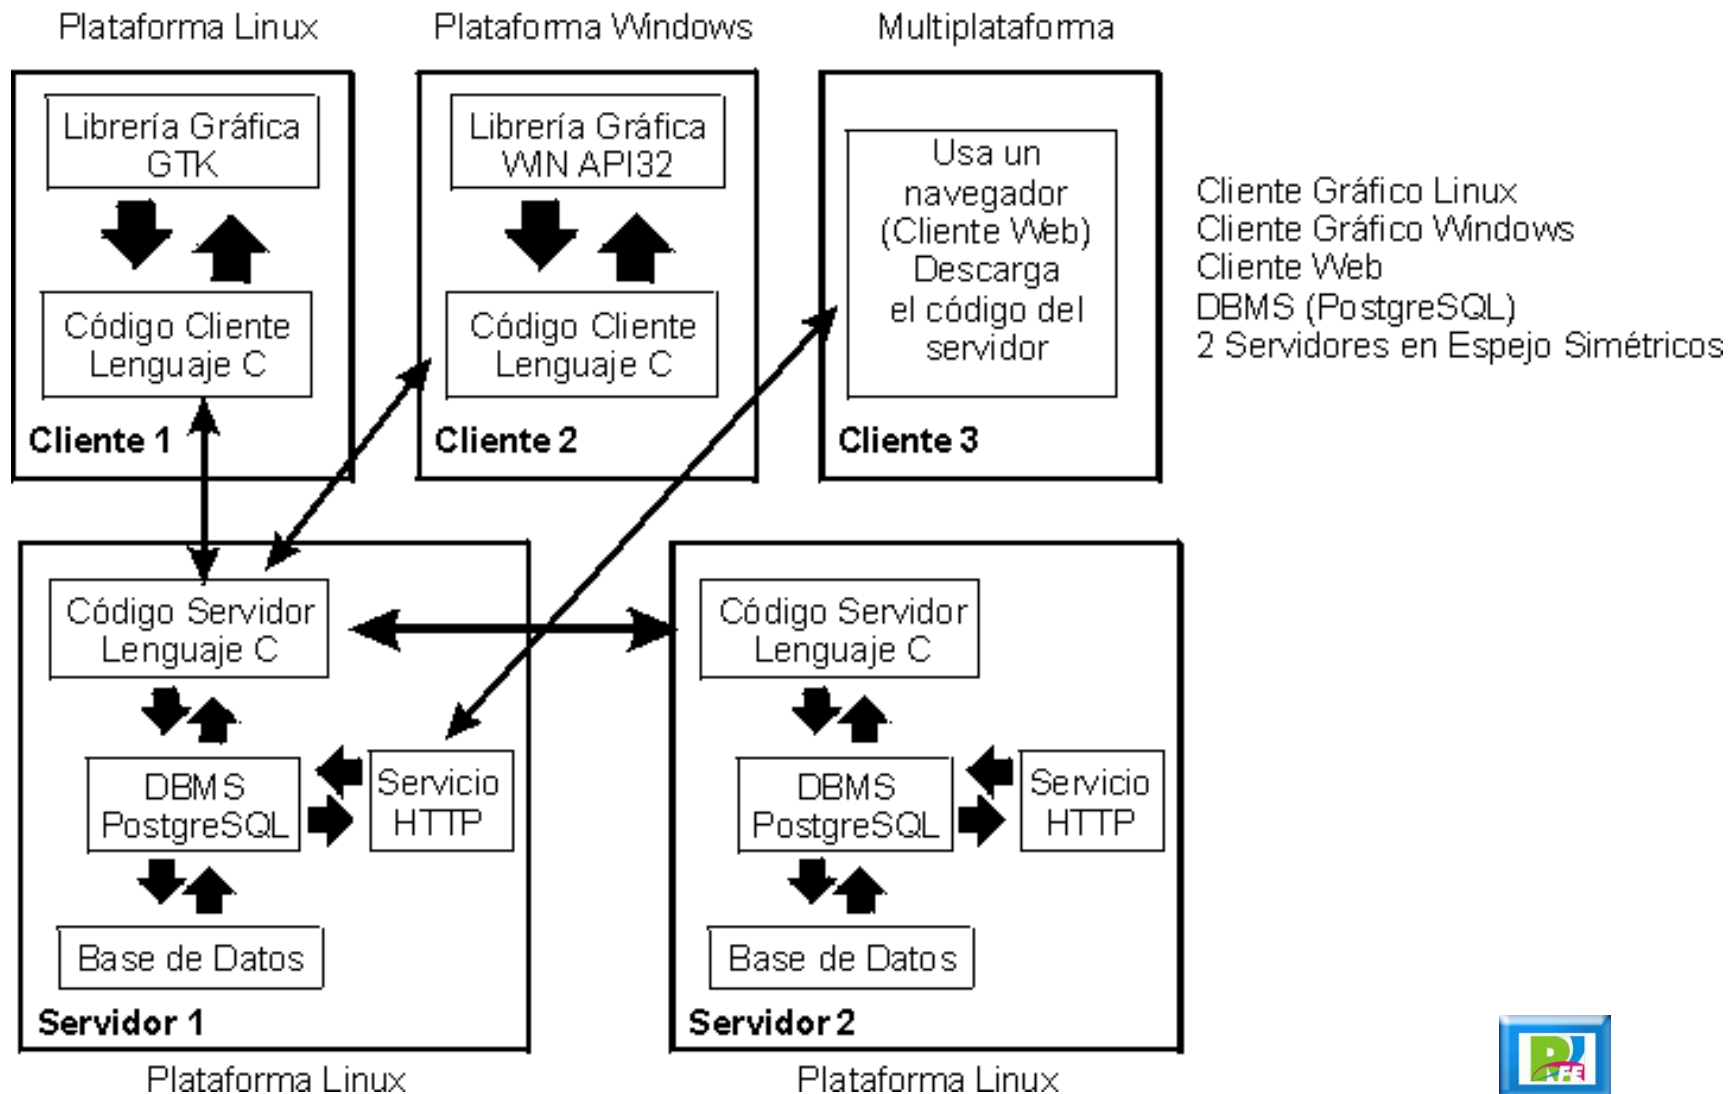 Plataforma Linux
Plataforma Windows
Multiplataforma
Librería Gráfica
GTK
Código Cliente
Lenguaje C
Cliente 1
Librería Gráfica
WIN API32
Código Cliente
Lenguaje C
Cliente 2
Usa un
navegador
(Cliente Web)
Descarga
el código del
servidor
Cliente 3
Cliente Gráfico Linux
Cliente Gráfico Windows
Cliente Web
DBMS (PostgreSQL)
2 Servidores en Espejo Simétricos
Código Servidor
Lenguaje C
DBMS
PostgreSQL
Servicio
HTTP
Base de Datos
Servidor 1
Plataforma Linux
Código Servidor
Lenguaje C
DBMS
PostgreSQL
Servicio
HTTP
Base de Datos
Servidor 2
Plataforma Linux